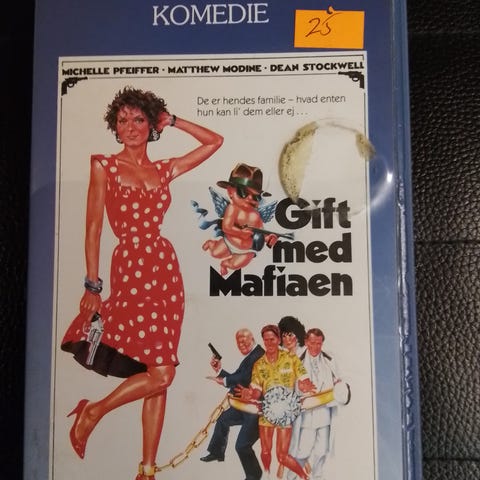 KOMEDIE
25
MICHELLE PFEIFFER · MATTHEW MODINE · DEAN STOCKWELL
De er hendes familie – hvad enten
hun kan li' dem eller ej . . .
Gift
med
Mafiaen